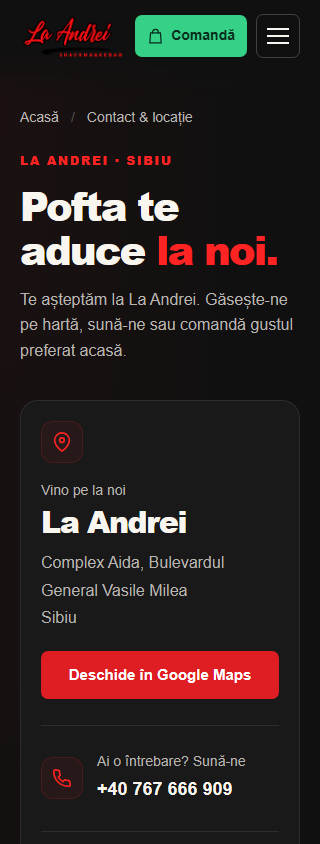 La Andrei
Comandă
Acasă / Contact & locație
LA ANDREI · SIBIU
Pofta te
aduce la noi.
Te așteptăm la La Andrei. Găsește-ne
pe hartă, sună-ne sau comandă gustul
preferat acasă.
Vino pe la noi
La Andrei
Complex Aida, Bulevardul
General Vasile Milea
Sibiu
Deschide în Google Maps
Ai o întrebare? Sună-ne
+40 767 666 909